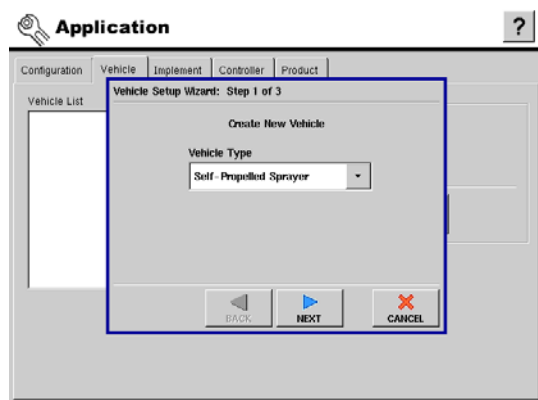 Application
?
Configuration Vehicle Implement Controller Product
Vehicle List
Vehicle Setup Wizard: Step 1 of 3
Create New Vehicle
Vehicle Type
Self-Propelled Sprayer
BACK NEXT CANCEL